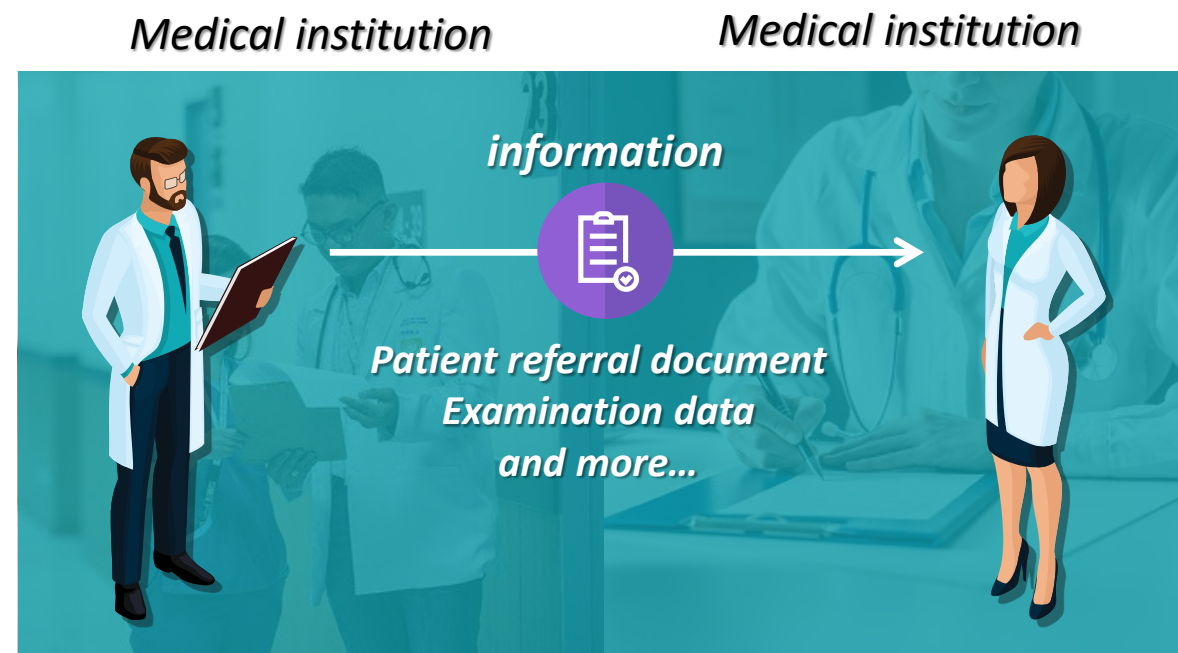 Medical institution
Medical institution
information
Patient referral document
Examination data
and more...